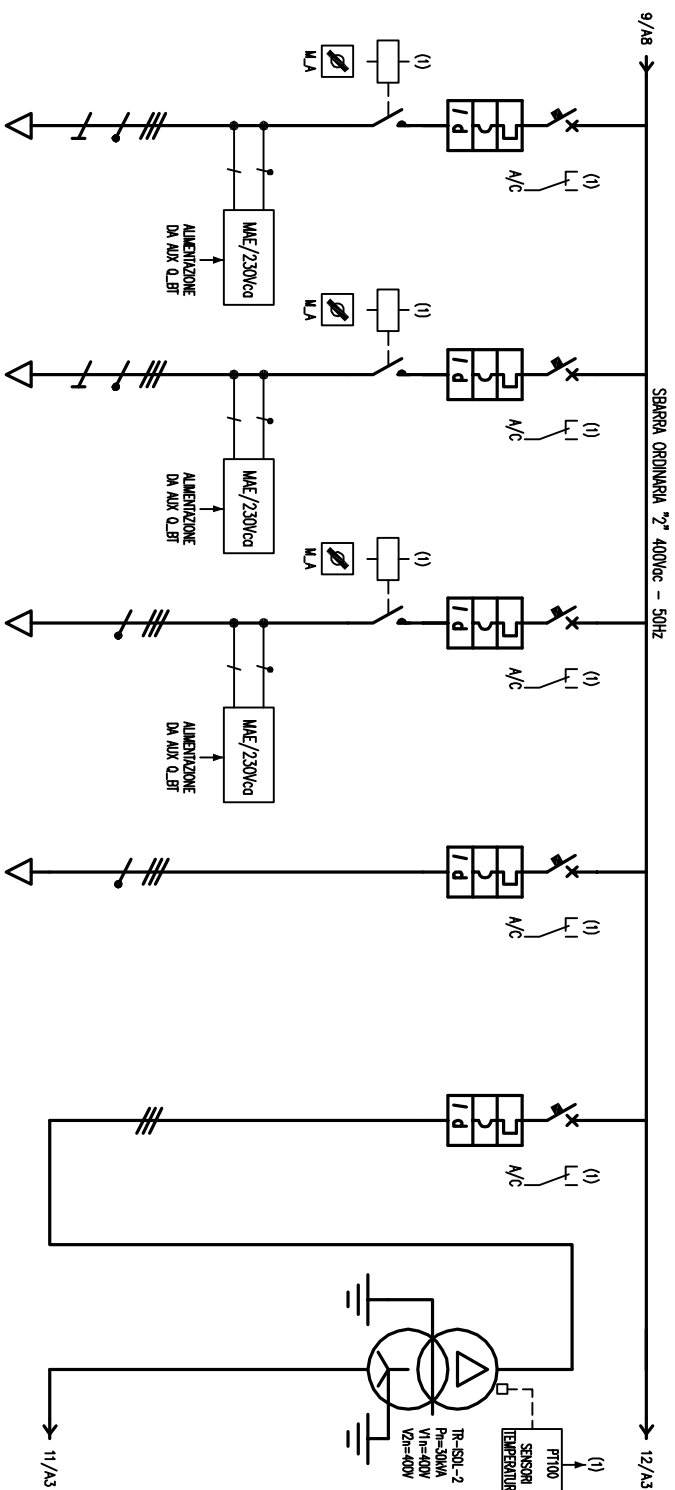 9/A8
SBARRA ORDINARIA "2" 400Vac - 50Hz
12/A3
(1)
A/C
(1)
M_A
MAE/230Vca
ALIMENTAZIONE
DA AUX Q_BT
(1)
A/C
(1)
M_A
MAE/230Vca
ALIMENTAZIONE
DA AUX Q_BT
(1)
A/C
(1)
M_A
MAE/230Vca
ALIMENTAZIONE
DA AUX Q_BT
(1)
A/C
(1)
A/C
(1)
PT100
SENSORI
TEMPERATUR
TR-ISOL-2
Pn=30kVA
V1n=400V
V2n=400V
11/A3
d I
d I
d I
d I
d I